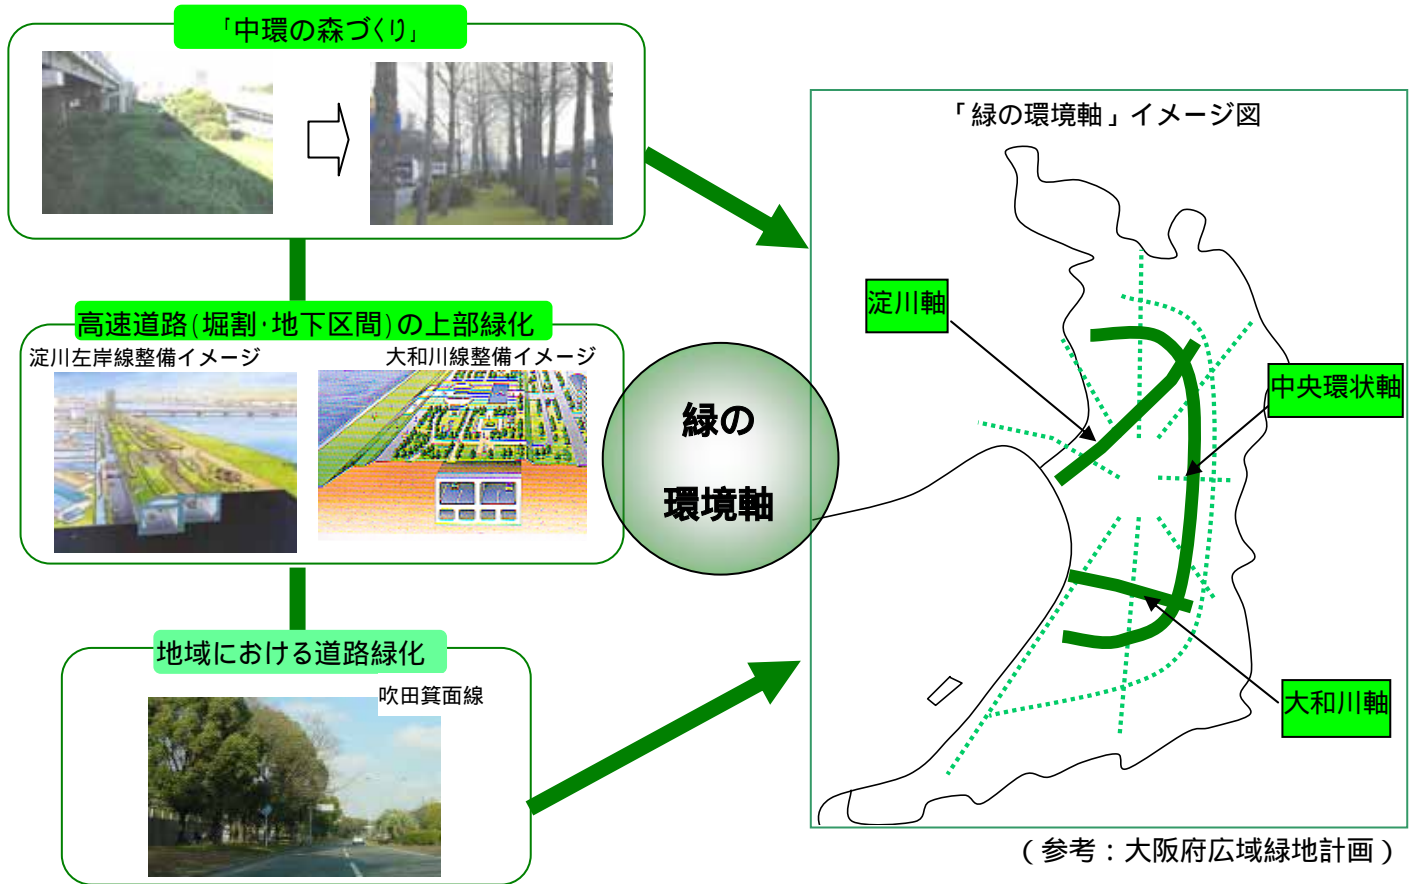 「中環の森づくり」
高速道路(堀割・地下区間)の上部緑化
淀川左岸線整備イメージ
大和川線整備イメージ
地域における道路緑化
吹田箕面線
緑の
環境軸
「緑の環境軸」イメージ図
淀川軸
中央環状軸
大和川軸
(参考：大阪府広域緑地計画)